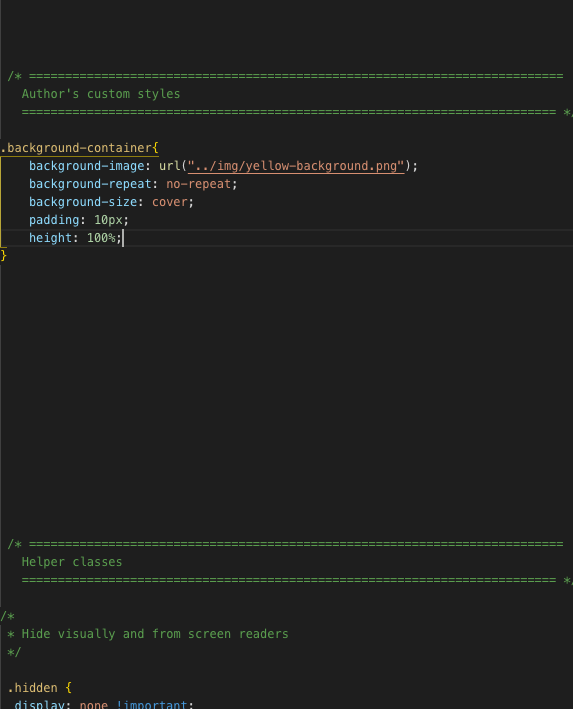 /* ==========================================================================
Author's custom styles
========================================================================== */
.background-container{
background-image: url("../img/yellow-background.png");
background-repeat: no-repeat;
background-size: cover;
padding: 10px;
height: 100%;
}
/* ==========================================================================
Helper classes
========================================================================== */
/*
* Hide visually and from screen readers
*/
.hidden {
display: none !important;